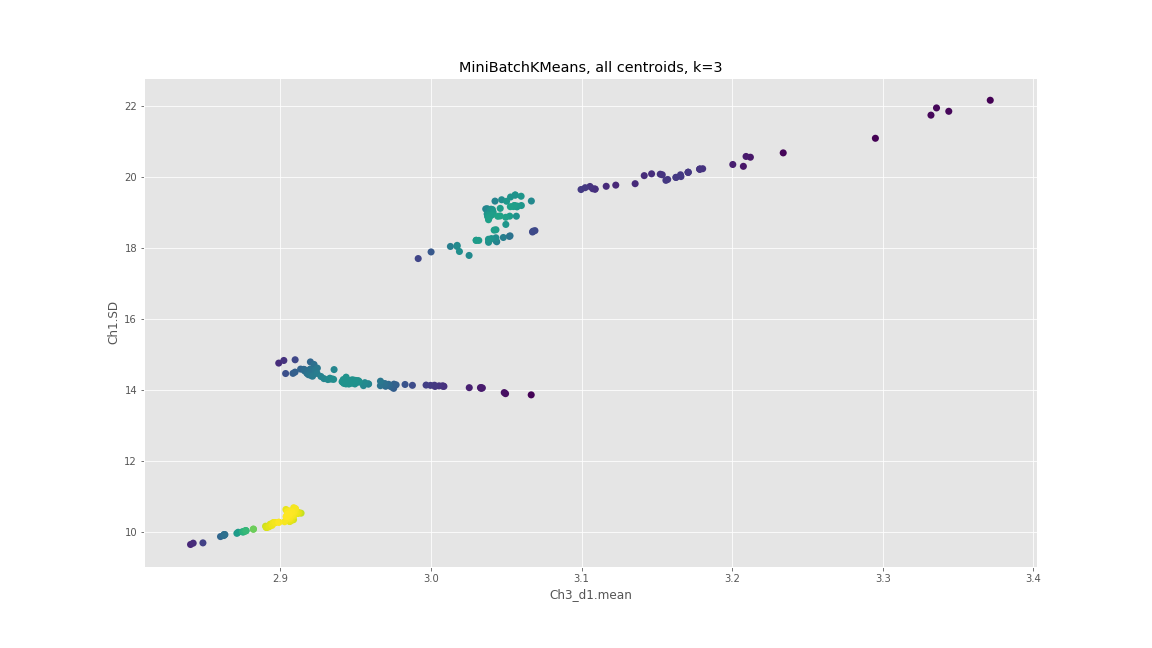 MiniBatchKMeans, all centroids, k=3
22
20
18
16
14
12
10
Ch1.SD
2.9 3.0 3.1 3.2 3.3 3.4
Ch3_d1.mean